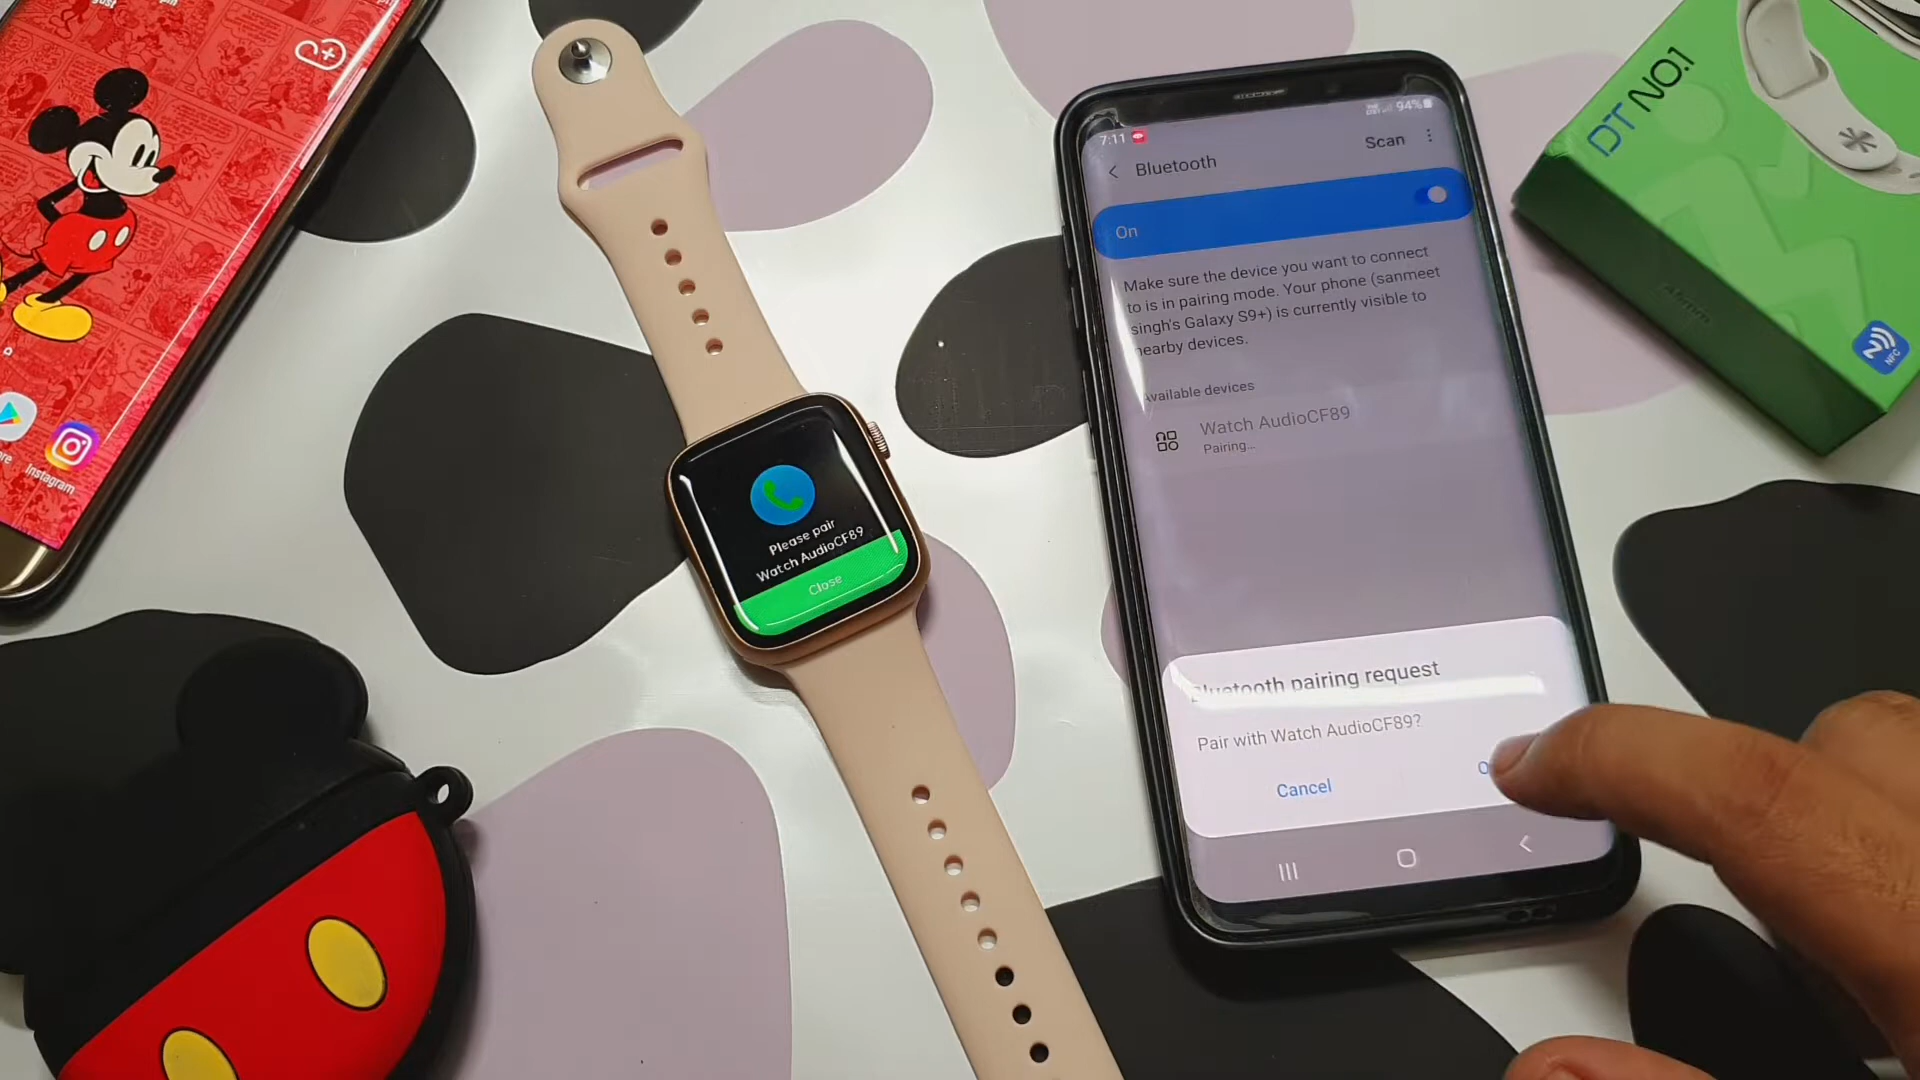 Instagram
Please pair
Watch AudioCF89
Close
7:11
94%
Bluetooth
Scan
On
Make sure the device you want to connect
to is in pairing mode. Your phone (sanmeet
singh's Galaxy S9+) is currently visible to
nearby devices.
Available devices
Watch AudioCF89
Pairing...
Bluetooth pairing request
Pair with Watch AudioCF89?
Cancel
DT NO.1
NFC